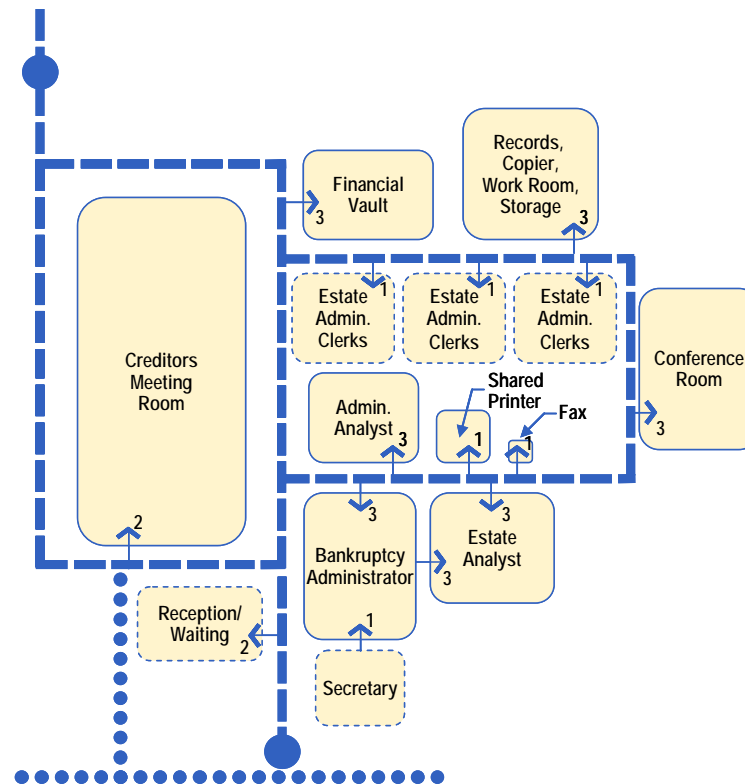 Records,
Copier,
Work Room,
Storage
3
Financial
Vault
3
1
1
1
Estate
Admin.
Clerks
Estate
Admin.
Clerks
Estate
Admin.
Clerks
Creditors
Meeting
Room
2
Conference
Room
3
Shared
Printer
Fax
Admin.
Analyst
3
1
1
3
3
Bankruptcy
Administrator
Estate
Analyst
3
1
Reception/
Waiting
2
Secretary